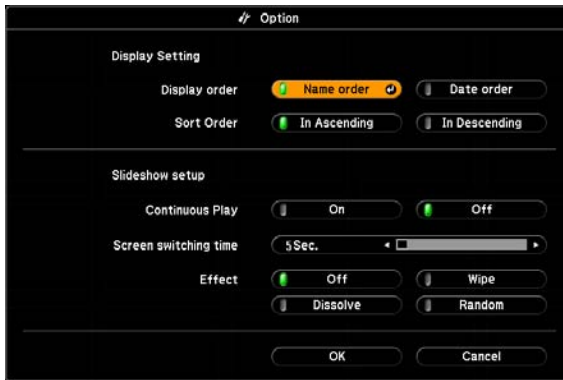 Option
Display Setting
Display order Name order Date order
Sort Order In Ascending In Descending
Slideshow setup
Continuous Play On Off
Screen switching time 5Sec.
Effect Off Wipe
Dissolve Random
OK Cancel